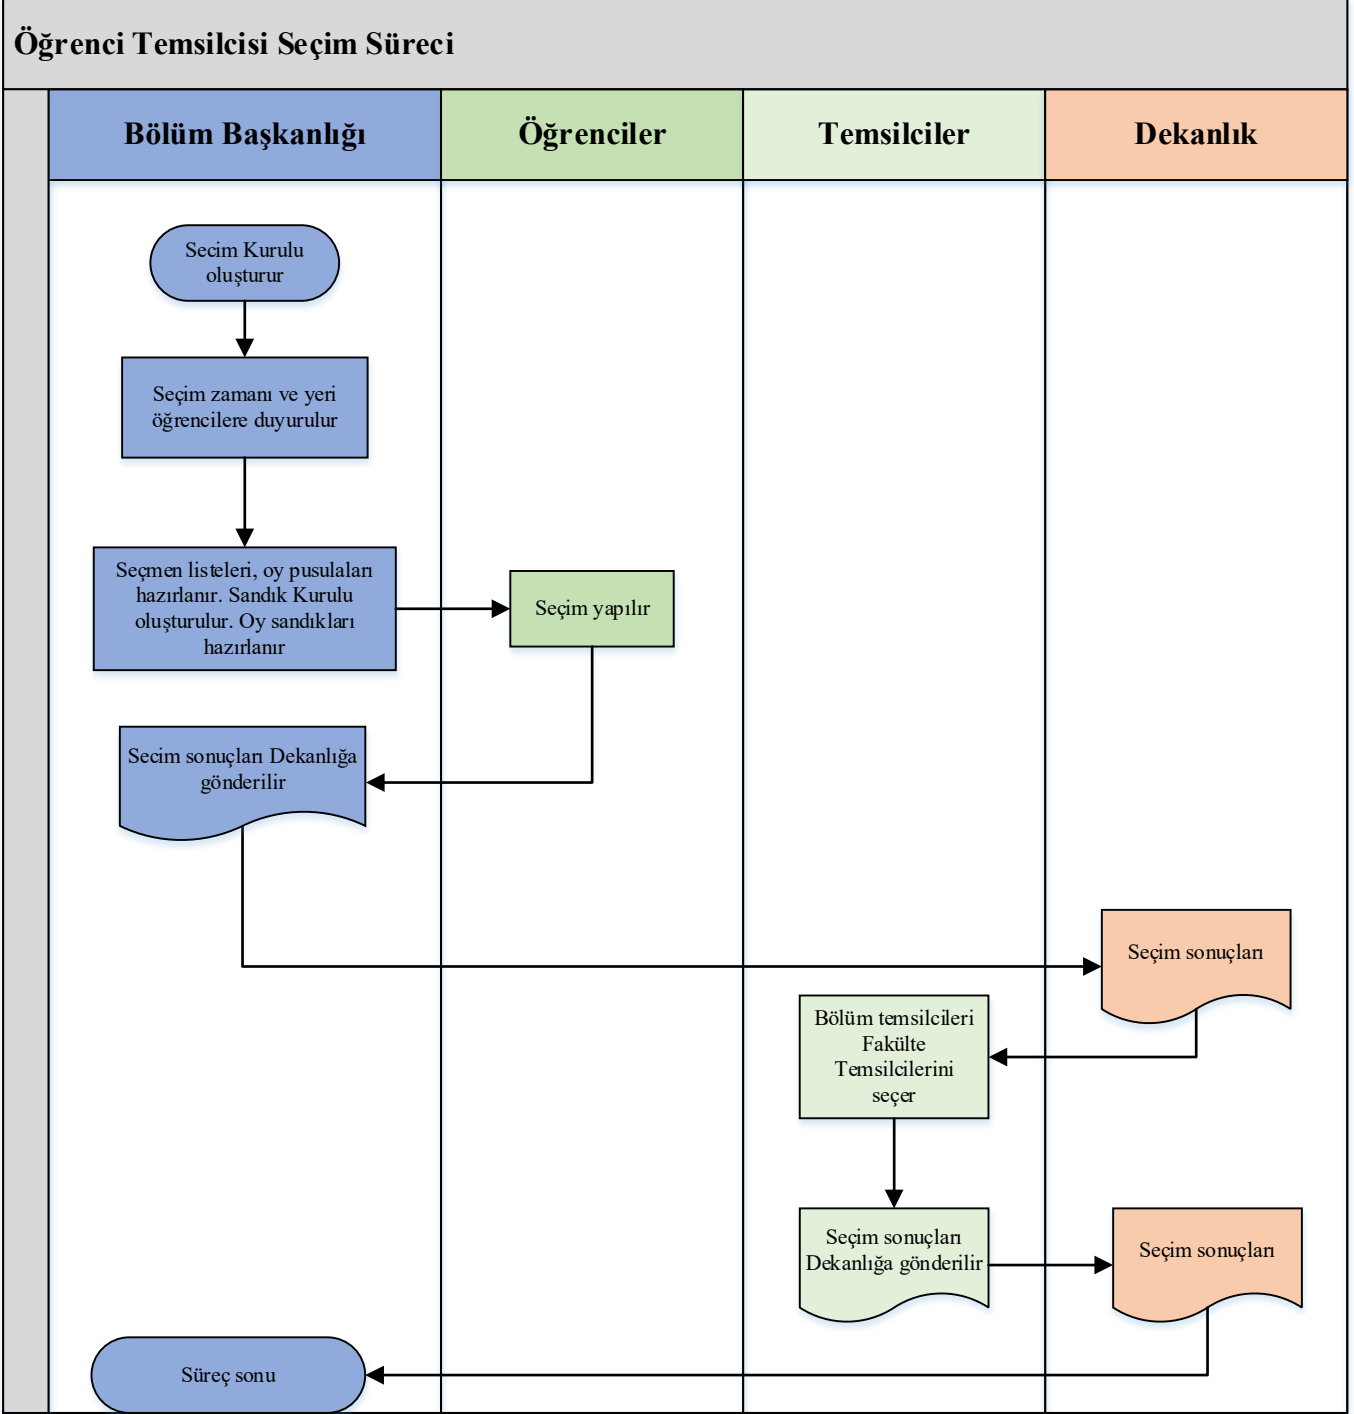 Öğrenci Temsilcisi Seçim Süreci
Bölüm Başkanlığı
Öğrenciler
Temsilciler
Dekanlık
Secim Kurulu
oluşturur
Seçim zamanı ve yeri
öğrencilere duyurulur
Seçmen listeleri, oy pusulaları
hazırlanır. Sandık Kurulu
oluşturulur. Oy sandıkları
hazırlanır
Seçim yapılır
Secim sonuçları Dekanlığa
gönderilir
Seçim sonuçları
Bölüm temsilcileri
Fakülte
Temsilcilerini
seçer
Seçim sonuçları
Dekanlığa gönderilir
Seçim sonuçları
Süreç sonu